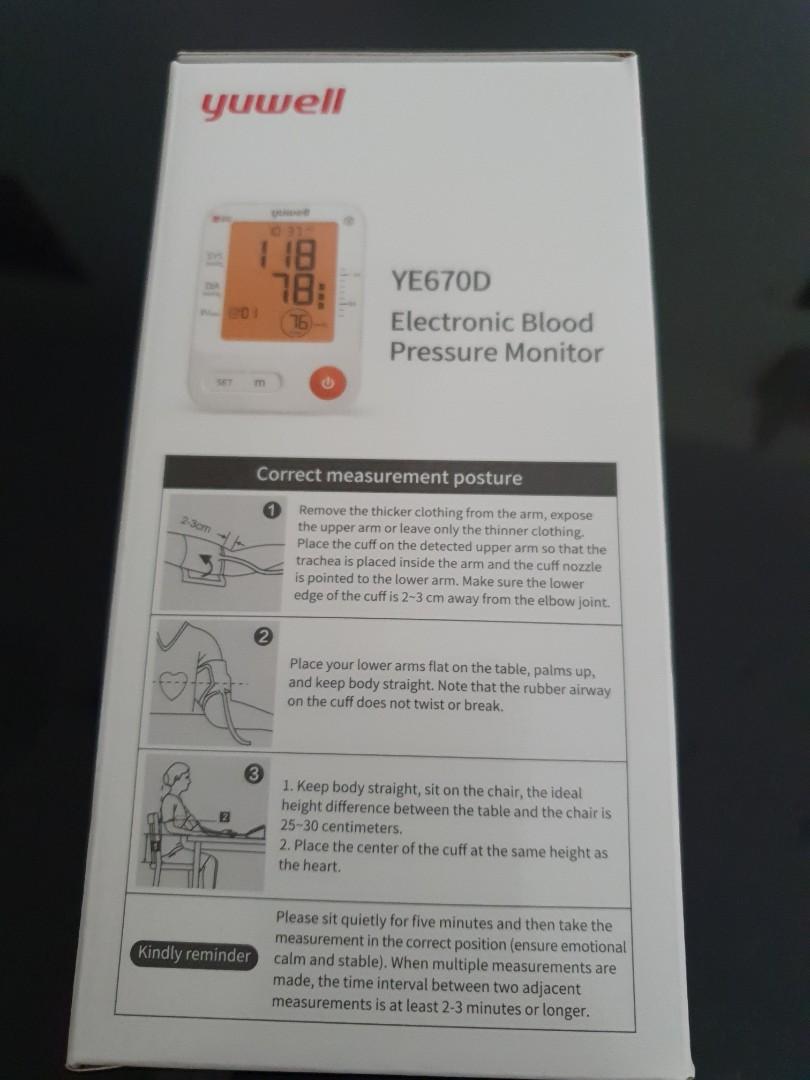 yuwell
yuwell
10:37
SYS
118
DIA
78
01
76
SET m
YE670D
Electronic Blood
Pressure Monitor
Correct measurement posture
1
2-3cm
Remove the thicker clothing from the arm, expose
the upper arm or leave only the thinner clothing.
Place the cuff on the detected upper arm so that the
trachea is placed inside the arm and the cuff nozzle
is pointed to the lower arm. Make sure the lower
edge of the cuff is 2~3 cm away from the elbow joint.
2
Place your lower arms flat on the table, palms up,
and keep body straight. Note that the rubber airway
on the cuff does not twist or break.
3
2
1. Keep body straight, sit on the chair, the ideal
height difference between the table and the chair is
25~30 centimeters.
2. Place the center of the cuff at the same height as
the heart.
Kindly reminder
Please sit quietly for five minutes and then take the
measurement in the correct position (ensure emotional
calm and stable). When multiple measurements are
made, the time interval between two adjacent
measurements is at least 2-3 minutes or longer.